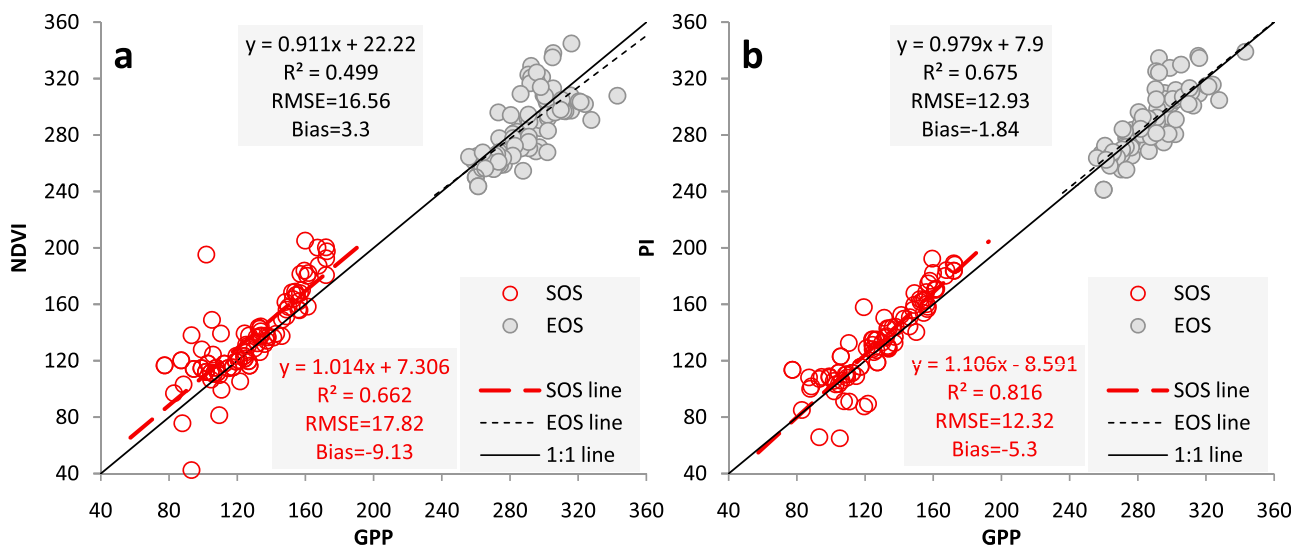 a
y = 0.911x + 22.22
R² = 0.499
RMSE=16.56
Bias=3.3
360
320
280
240
200
160
120
80
40
NDVI
SOS
EOS
y = 1.014x + 7.306
R² = 0.662
RMSE=17.82
Bias=-9.13
SOS line
EOS line
1:1 line
40 80 120 160 200 240 280 320 360
GPP
b
y = 0.979x + 7.9
R² = 0.675
RMSE=12.93
Bias=-1.84
360
320
280
240
200
160
120
80
40
PI
SOS
EOS
y = 1.106x - 8.591
R² = 0.816
RMSE=12.32
Bias=-5.3
SOS line
EOS line
1:1 line
40 80 120 160 200 240 280 320 360
GPP